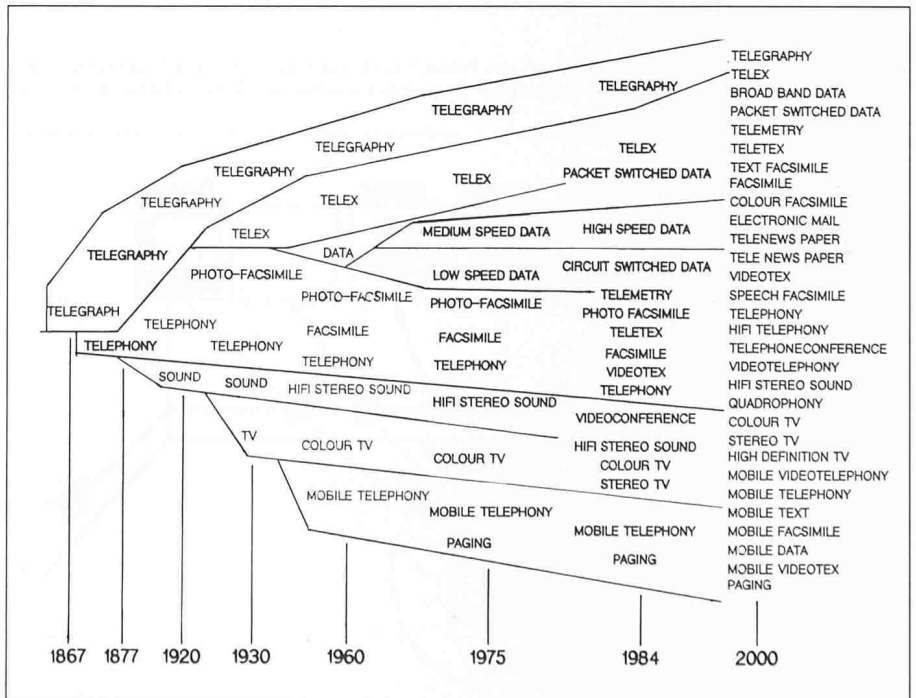 TELEGRAPHY
TELEX
BROAD BAND DATA
PACKET SWITCHED DATA
TELEMETRY
TELETEX
TEXT FACSIMILE
FACSIMILE
COLOUR FACSIMILE
ELECTRONIC MAIL
TELENEWS PAPER
TELE NEWS PAPER
VIDEOTEX
SPEECH FACSIMILE
TELEPHONY
HIFI TELEPHONY
TELEPHONECONFERENCE
VIDEOTELEPHONY
HIFI STEREO SOUND
QUADROPHONY
COLOUR TV
STEREO TV
HIGH DEFINITION TV
MOBILE VIDEOTELEPHONY
MOBILE TELEPHONY
MOBILE TEXT
MOBILE FACSIMILE
MOBILE DATA
MOBILE VIDEOTEX
PAGING
TELEGRAPHY
TELEX
PACKET SWITCHED DATA
HIGH SPEED DATA
CIRCUIT SWITCHED DATA
TELEMETRY
PHOTO FACSIMILE
TELETEX
FACSIMILE
VIDEOTEX
TELEPHONY
VIDEOCONFERENCE
HIFI STEREO SOUND
COLOUR TV
STEREO TV
MOBILE TELEPHONY
PAGING
TELEGRAPHY
TELEX
MEDIUM SPEED DATA
LOW SPEED DATA
PHOTO-FACSIMILE
FACSIMILE
TELEPHONY
HIFI STEREO SOUND
COLOUR TV
MOBILE TELEPHONY
PAGING
TELEGRAPHY
TELEX
DATA
PHOTO-FACSIMILE
FACSIMILE
TELEPHONY
HIFI STEREO SOUND
COLOUR TV
MOBILE TELEPHONY
TELEGRAPHY
TELEX
PHOTO-FACSIMILE
TELEPHONY
SOUND
TV
TELEGRAPHY
TELEPHONY
SOUND
TELEGRAPHY
TELEPHONY
TELEGRAPH
1867 1877 1920 1930 1960 1975 1984 2000